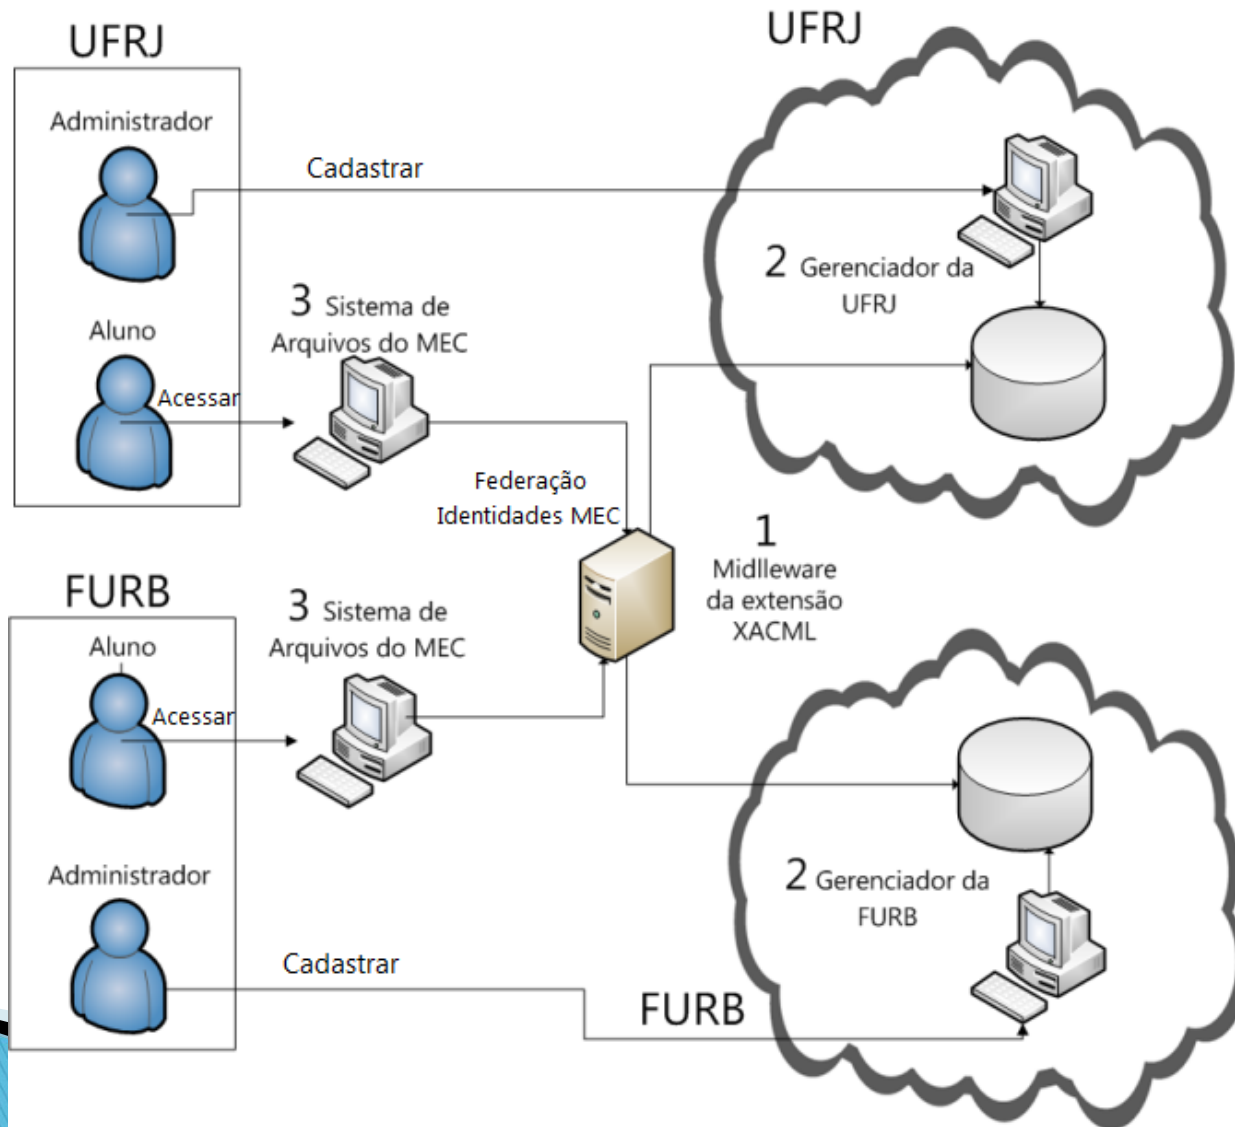 UFRJ
UFRJ
Administrador
Cadastrar
2 Gerenciador da
UFRJ
3 Sistema de
Arquivos do MEC
Aluno
Acessar
Federação
Identidades MEC
1
Midlleware
da extensão
XACML
FURB
3 Sistema de
Arquivos do MEC
Aluno
Acessar
Administrador
2 Gerenciador da
FURB
Cadastrar
FURB